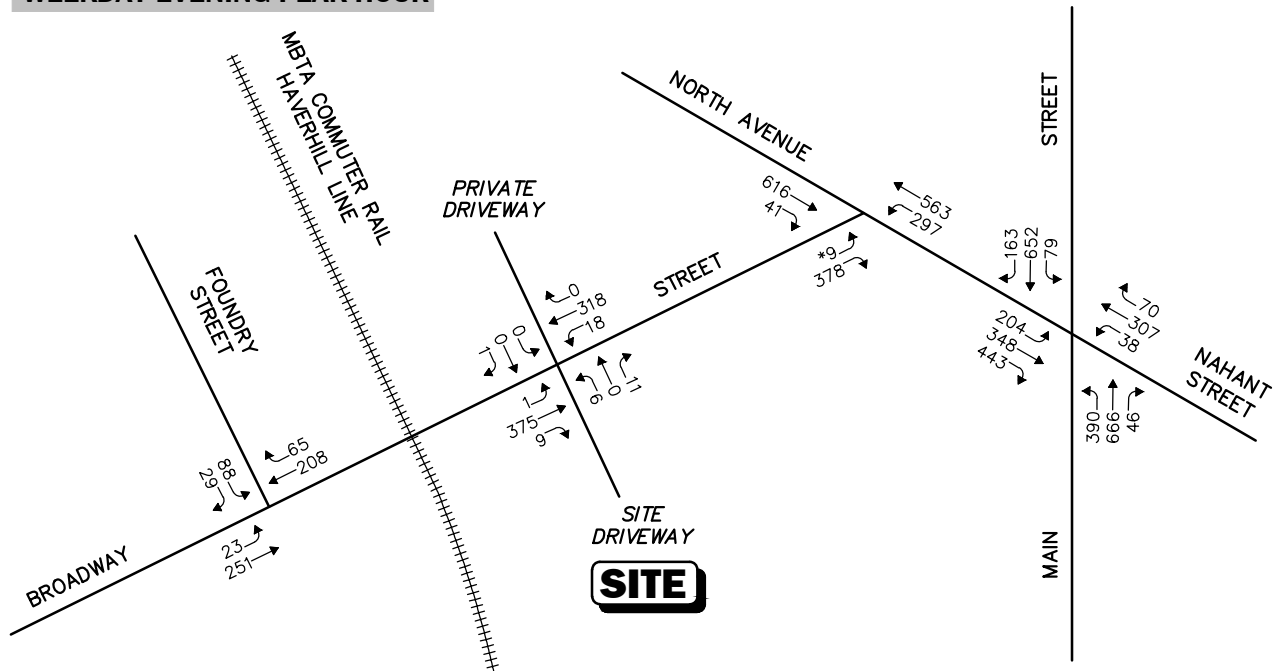 WEEKDAY EVENING PEAK HOUR
MBTA COMMUTER RAIL
HAVERHILL LINE
NORTH AVENUE
STREET
PRIVATE
DRIVEWAY
616
41
563
297
*9
378
163
652
79
FOUNDRY
STREET
STREET
0
318
18
1
0
0
204
348
443
70
307
38
NAHANT
STREET
1
375
9
9
0
11
390
666
46
65
208
88
29
23
251
BROADWAY
SITE
DRIVEWAY
SITE
MAIN